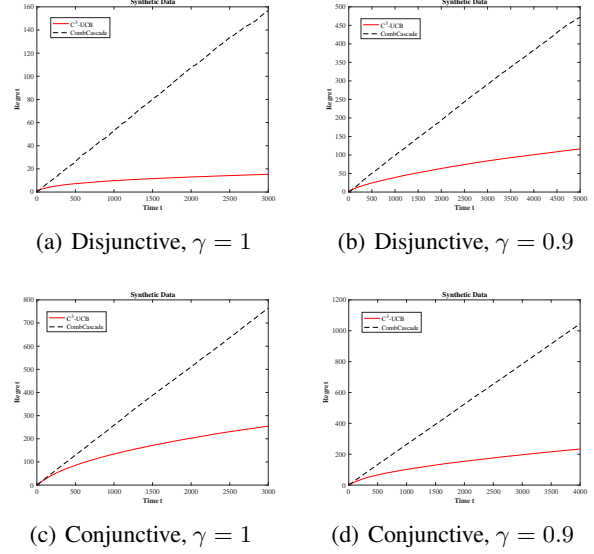 Synthetic Data
160
140
120
100
80
60
40
20
0
Regret
C³-UCB
CombCascade
0 500 1000 1500 2000 2500 3000
Time t
(a) Disjunctive, γ = 1
Synthetic Data
500
450
400
350
300
250
200
150
100
50
0
Regret
C³-UCB
CombCascade
0 500 1000 1500 2000 2500 3000 3500 4000 4500 5000
Time t
(b) Disjunctive, γ = 0.9
Synthetic Data
800
700
600
500
400
300
200
100
0
Regret
C³-UCB
CombCascade
0 500 1000 1500 2000 2500 3000
Time t
(c) Conjunctive, γ = 1
Synthetic Data
1200
1000
800
600
400
200
0
Regret
C³-UCB
CombCascade
0 500 1000 1500 2000 2500 3000 3500 4000
Time t
(d) Conjunctive, γ = 0.9